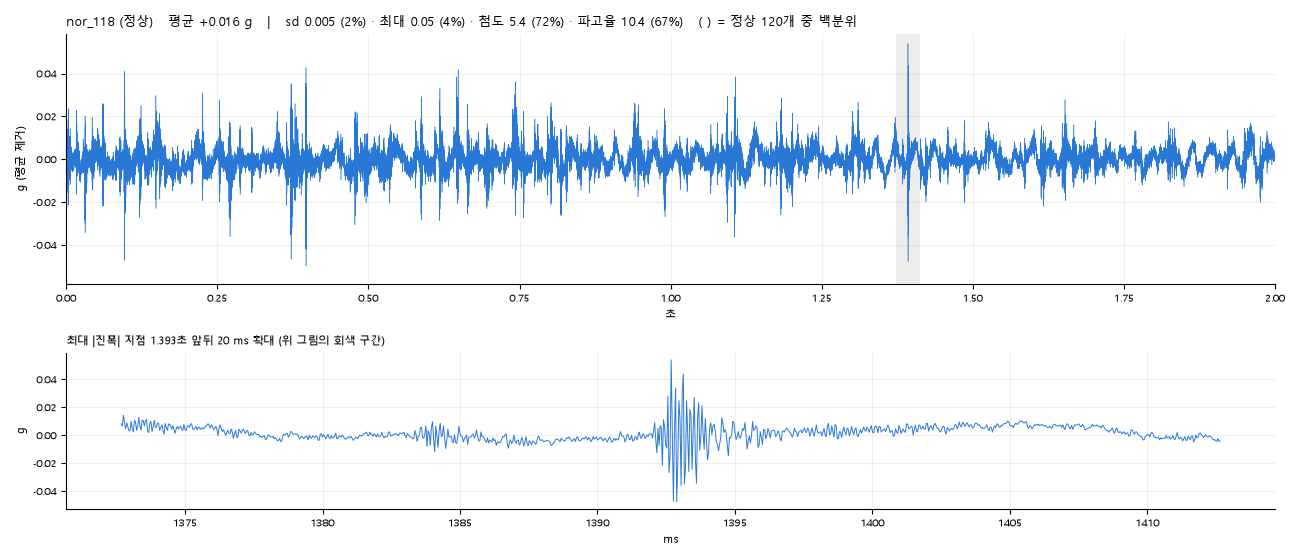 nor_118 (정상) 평균 +0.016 g | sd 0.005 (2%) · 최대 0.05 (4%) · 첨도 5.4 (72%) · 파고율 10.4 (67%) ( ) = 정상 120개 중 백분위
g (평균 제거)
0.04
0.02
0.00
-0.02
-0.04
0.00 0.25 0.50 0.75 1.00 1.25 1.50 1.75 2.00
초
최대 |진폭| 지점 1.393초 앞뒤 20 ms 확대 (위 그림의 회색 구간)
g
0.04
0.02
0.00
-0.02
-0.04
1375 1380 1385 1390 1395 1400 1405 1410
ms